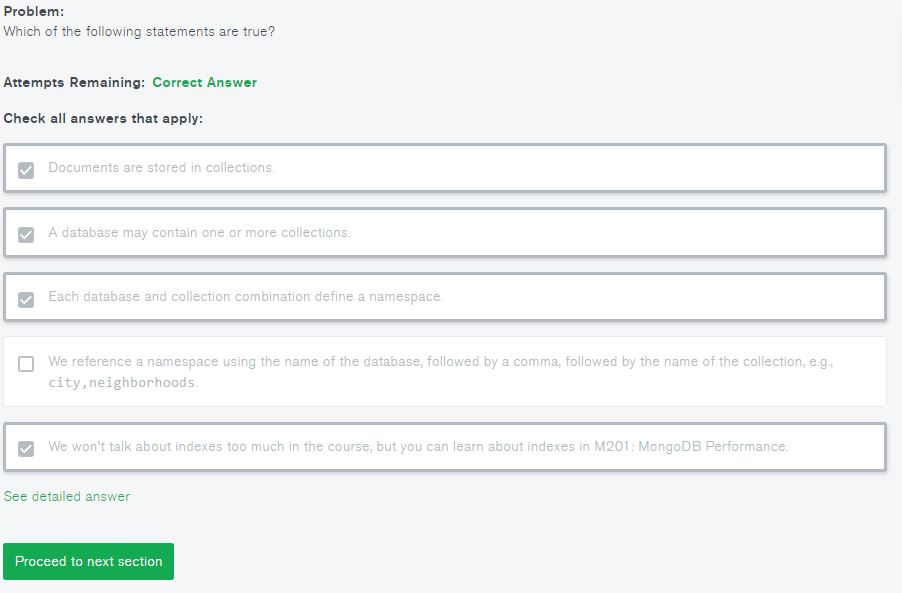 Problem:
Which of the following statements are true?
Attempts Remaining: Correct Answer
Check all answers that apply:
Documents are stored in collections.
A database may contain one or more collections.
Each database and collection combination define a namespace.
We reference a namespace using the name of the database, followed by a comma, followed by the name of the collection, e.g.,
city,neighborhoods.
We won't talk about indexes too much in the course, but you can learn about indexes in M201: MongoDB Performance.
See detailed answer
Proceed to next section